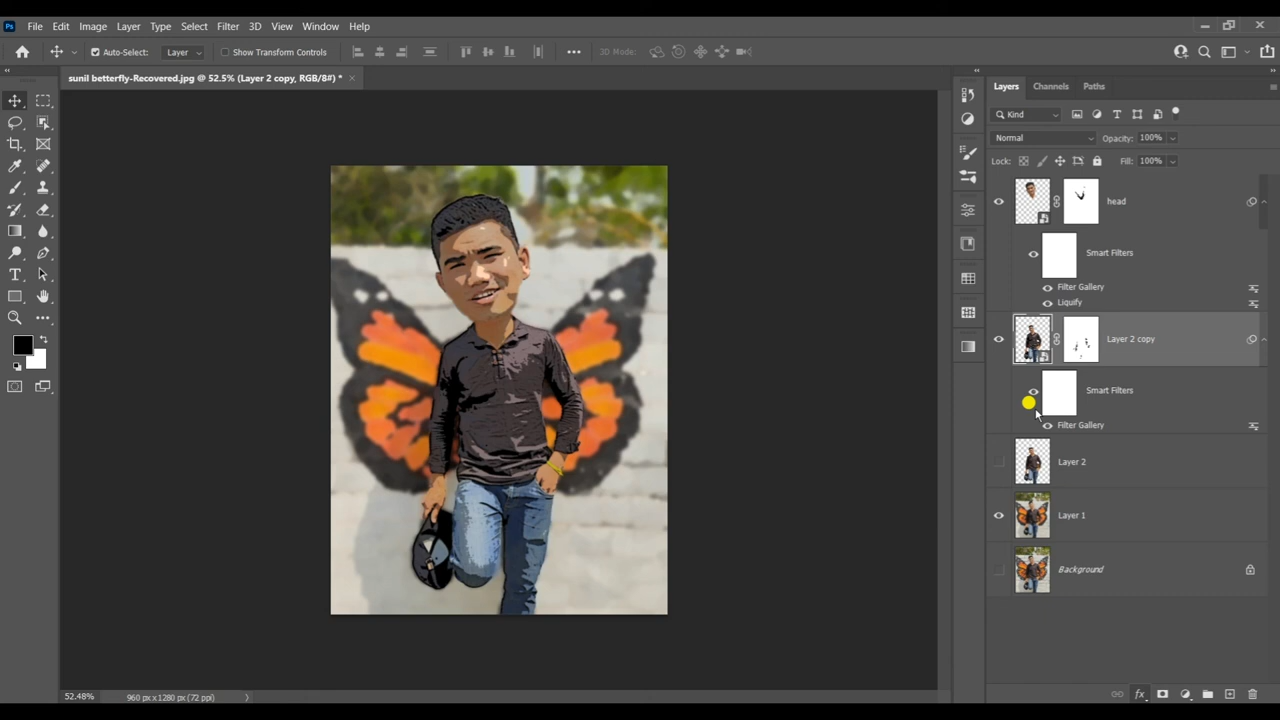 Ps File Edit Image Layer Type Select Filter 3D View Window Help
Auto-Select: Layer Show Transform Controls 3D Mode:
sunil betterfly-Recovered.jpg @ 52.5% (Layer 2 copy, RGB/8#) *
Layers Channels Paths
Kind
Normal Opacity: 100%
Lock: Fill: 100%
head
Smart Filters
Filter Gallery
Liquify
Layer 2 copy
Smart Filters
Filter Gallery
Layer 2
Layer 1
Background
52.48% 960 px x 1280 px (72 ppi)
fx